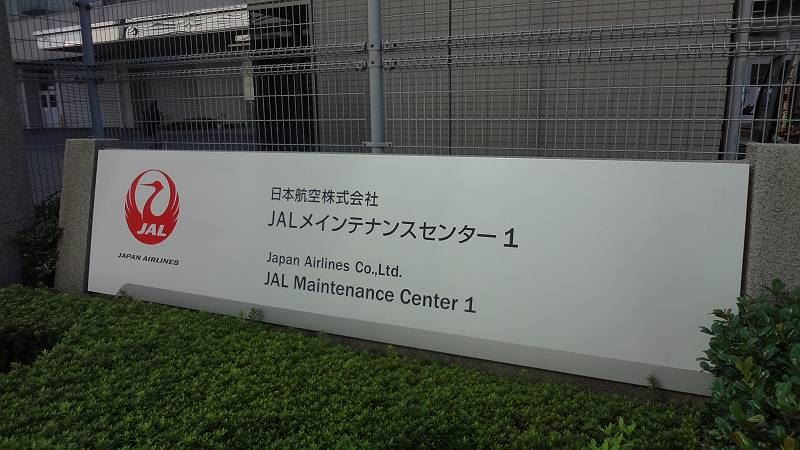 JAL
JAPAN AIRLINES
日本航空株式会社
JALメインテナンスセンター1
Japan Airlines Co.,Ltd.
JAL Maintenance Center 1